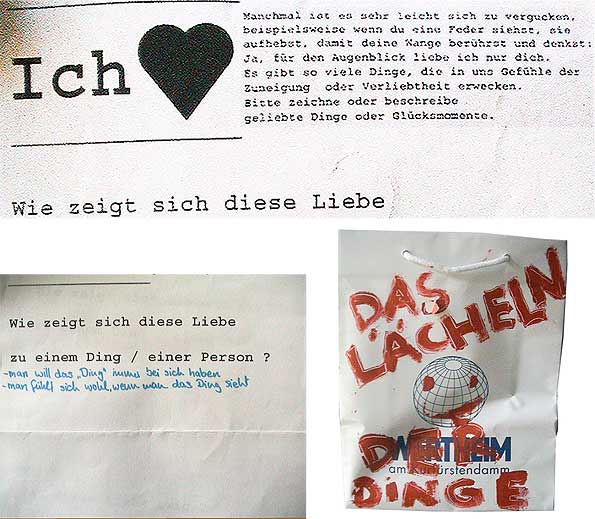 Ich
Manchmal ist es sehr leicht sich zu vergucken,
beispielsweise wenn du eine Feder siehst, sie
aufhebst, damit deine Wange berührst und denkst:
Ja, für den Augenblick liebe ich nur dich.
Es gibt so viele Dinge, die in uns Gefühle der
Zuneigung oder Verliebtheit erwecken.
Bitte zeichne oder beschreibe
geliebte Dinge oder Glücksmomente.
Wie zeigt sich diese Liebe
Wie zeigt sich diese Liebe
zu einem Ding / einer Person ?
-man will das „Ding" immer bei sich haben
-man fühlt sich wohl, wenn man das Ding sieht
DAS
LÄCHELN
DER
WERTHEIM
am Kurfürstendamm
DINGE